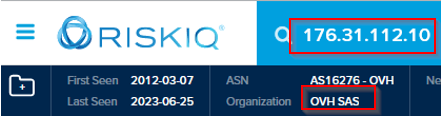 RISKIQ®
176.31.112.10
First Seen 2012-03-07 ASN AS16276 - OVH Ne
Last Seen 2023-06-25 Organization OVH SAS